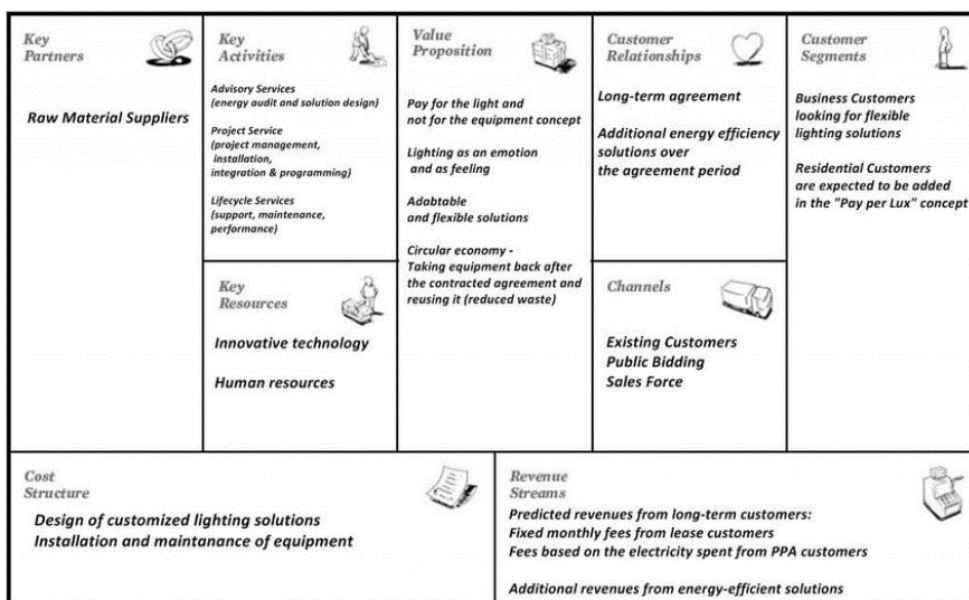 Key
Partners
Raw Material Suppliers
Key
Activities
Advisory Services
(energy audit and solution design)
Project Service
(project management,
installation,
integration & programming)
Lifecycle Services
(support, maintenance,
performance)
Key
Resources
Innovative technology
Human resources
Value
Proposition
Pay for the light and
not for the equipment concept
Lighting as an emotion
and as feeling
Adabtable
and flexible solutions
Circular economy -
Taking equipment back after
the contracted agreement and
reusing it (reduced waste)
Customer
Relationships
Long-term agreement
Additional energy efficiency
solutions over
the agreement period
Channels
Existing Customers
Public Bidding
Sales Force
Customer
Segments
Business Customers
looking for flexible
lighting solutions
Residential Customers
are expected to be added
in the "Pay per Lux" concept
Cost
Structure
Design of customized lighting solutions
Installation and maintanance of equipment
Revenue
Streams
Predicted revenues from long-term customers:
Fixed monthly fees from lease customers
Fees based on the electricity spent from PPA customers
Additional revenues from energy-efficient solutions